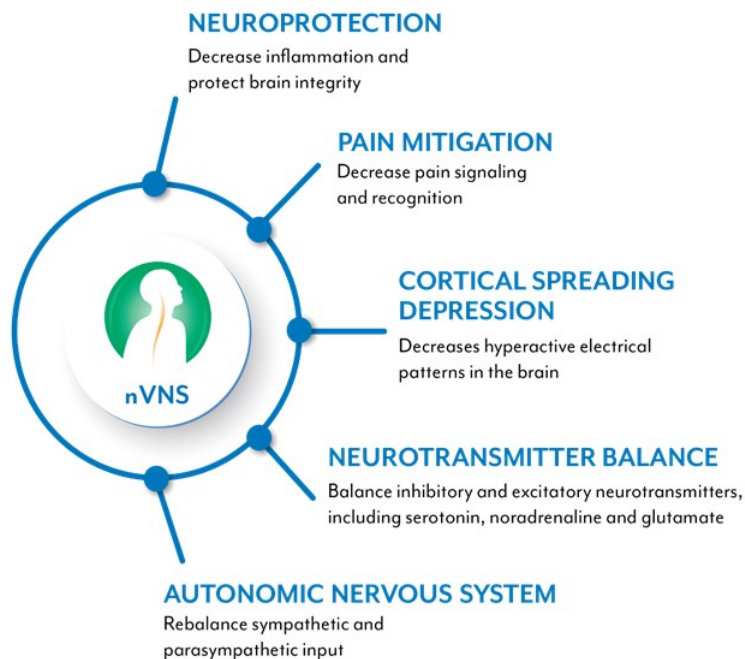 NEUROPROTECTION
Decrease inflammation and
protect brain integrity
PAIN MITIGATION
Decrease pain signaling
and recognition
CORTICAL SPREADING
DEPRESSION
Decreases hyperactive electrical
patterns in the brain
nVNS
NEUROTRANSMITTER BALANCE
Balance inhibitory and excitatory neurotransmitters,
including serotonin, noradrenaline and glutamate
AUTONOMIC NERVOUS SYSTEM
Rebalance sympathetic and
parasympathetic input